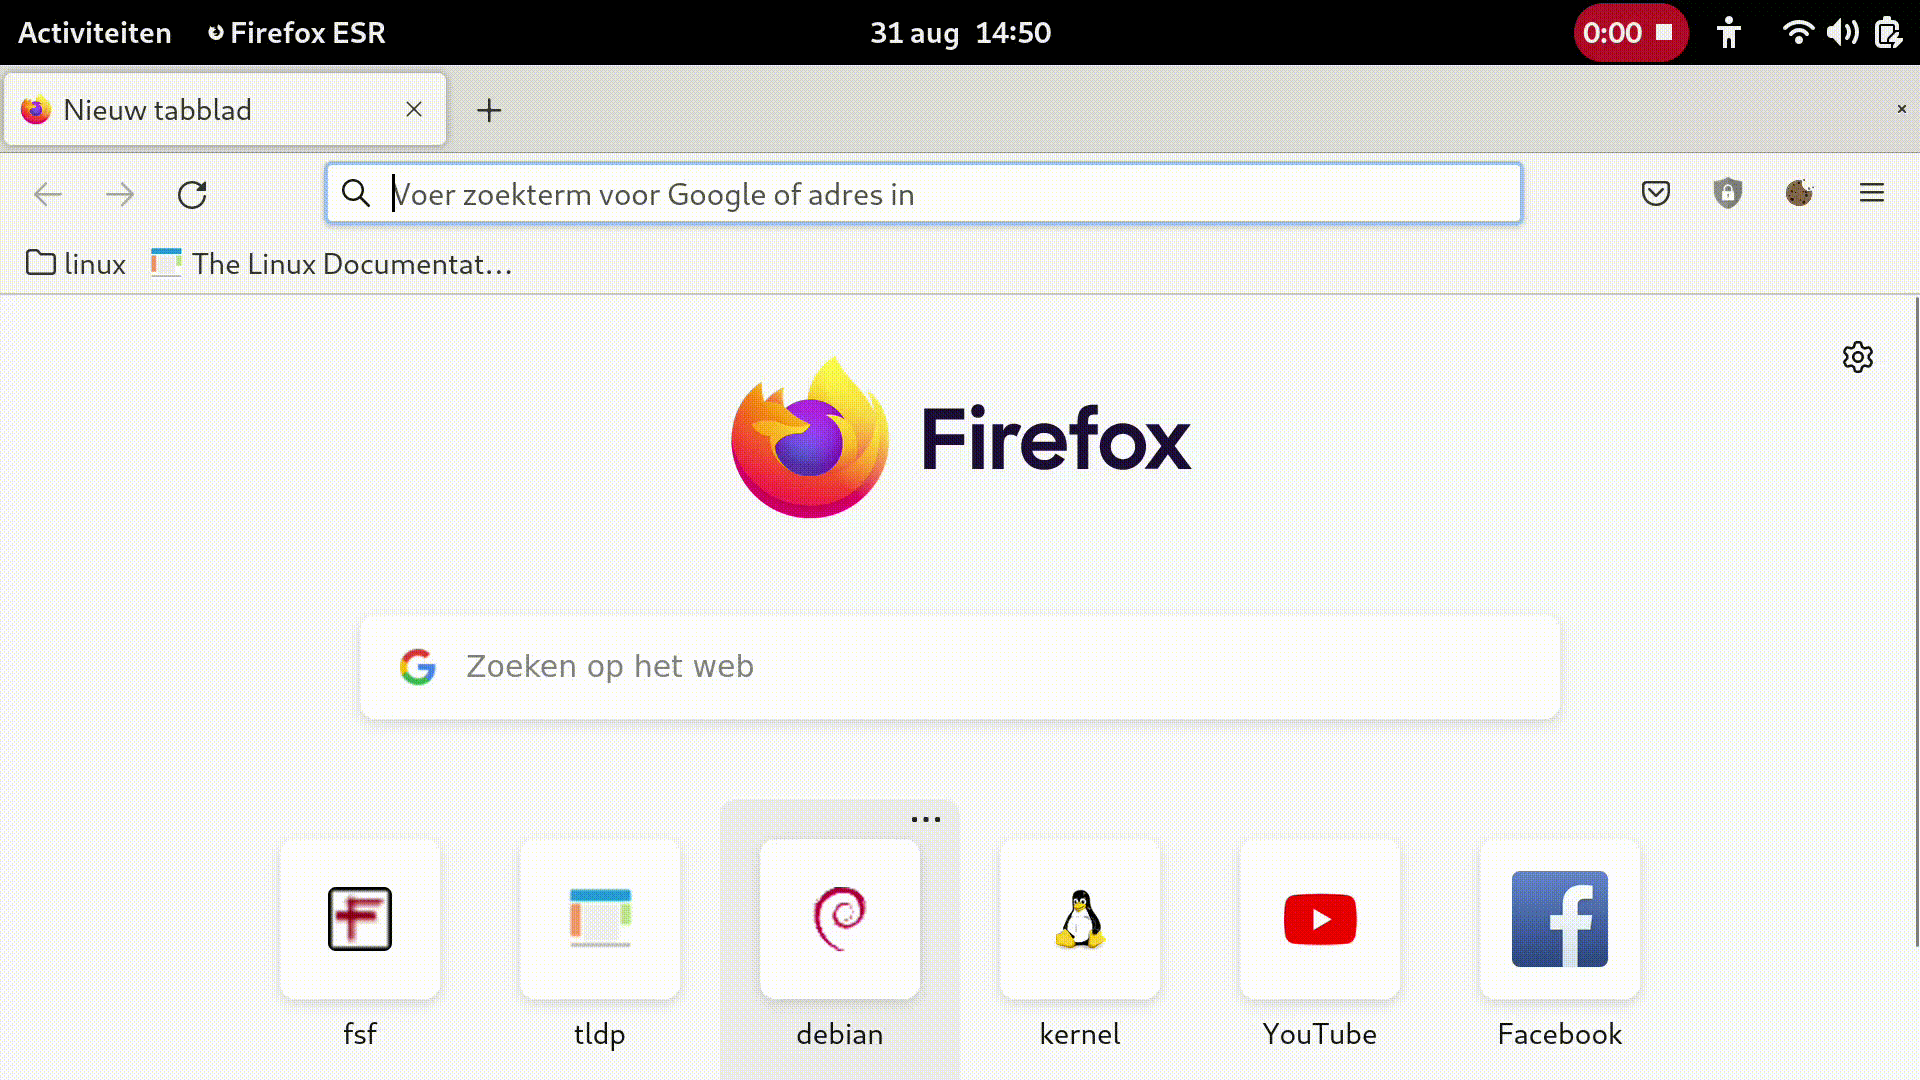 Activiteiten Firefox ESR 31 aug 14:50 0:00
Nieuw tabblad
Voer zoekterm voor Google of adres in
linux The Linux Documentat…
Firefox
Zoeken op het web
fsf tldp debian kernel YouTube Facebook